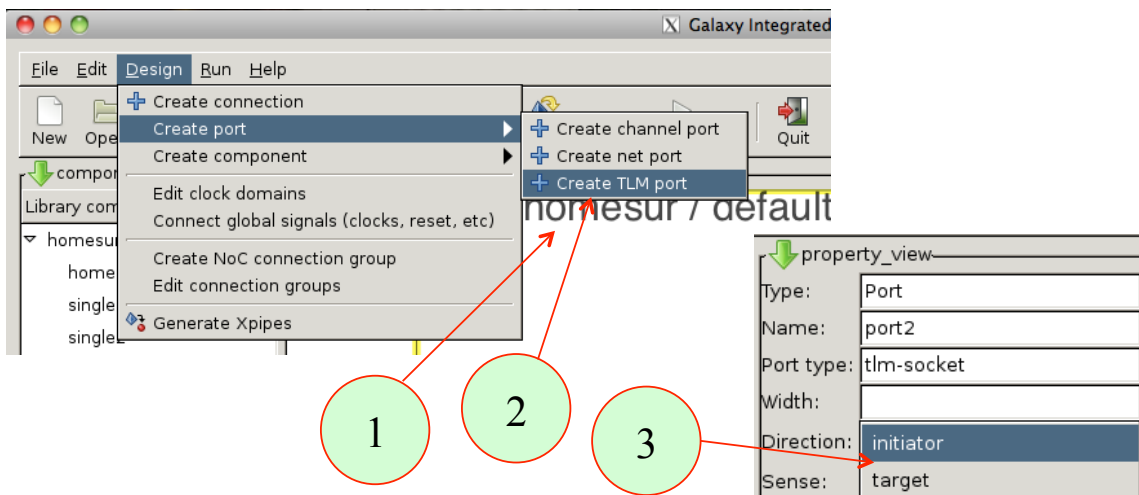 Galaxy Integrated
File Edit Design Run Help
New Ope
Quit
Create connection
Create port
Create component
Edit clock domains
Connect global signals (clocks, reset, etc)
Create NoC connection group
Edit connection groups
Generate Xpipes
Create channel port
Create net port
Create TLM port
compor
Library com
homesur
home
single
single2
homesur / default
property_view
Type: Port
Name: port2
Port type: tlm-socket
Width:
Direction: initiator
Sense: target
1
2
3